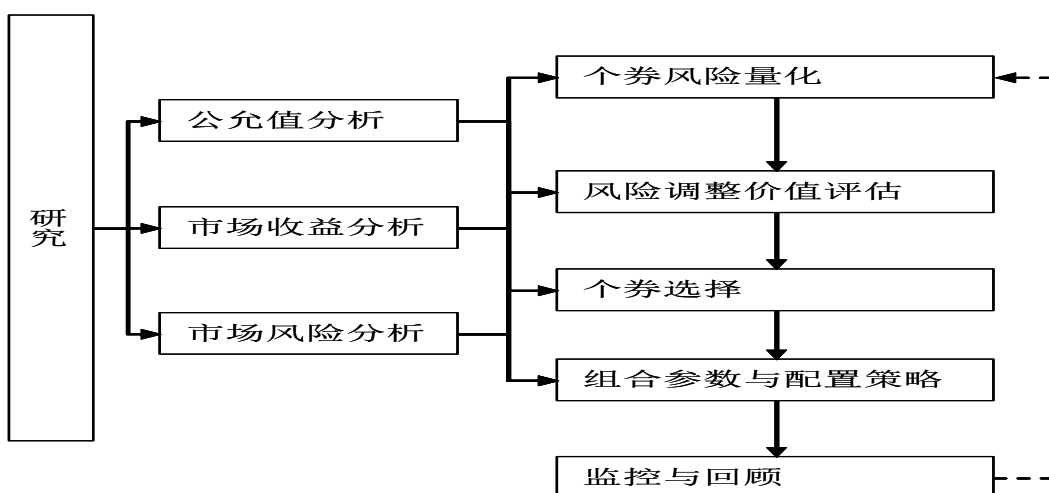 研究
公允值分析
市场收益分析
市场风险分析
个券风险量化
风险调整价值评估
个券选择
组合参数与配置策略
监控与回顾